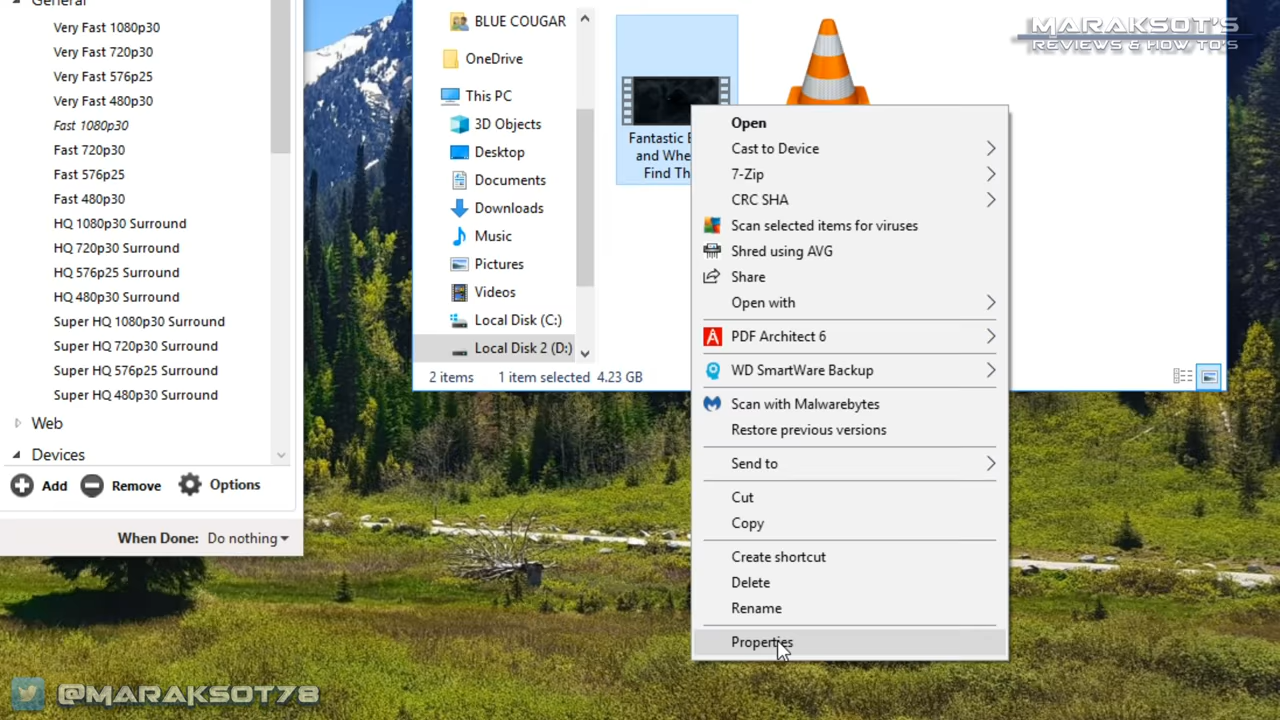 General
Very Fast 1080p30
Very Fast 720p30
Very Fast 576p25
Very Fast 480p30
Fast 1080p30
Fast 720p30
Fast 576p25
Fast 480p30
HQ 1080p30 Surround
HQ 720p30 Surround
HQ 576p25 Surround
HQ 480p30 Surround
Super HQ 1080p30 Surround
Super HQ 720p30 Surround
Super HQ 576p25 Surround
Super HQ 480p30 Surround
Web
Devices
Add Remove Options
When Done: Do nothing
BLUE COUGAR
OneDrive
This PC
3D Objects
Desktop
Documents
Downloads
Music
Pictures
Videos
Local Disk (C:)
Local Disk 2 (D:)
2 items 1 item selected 4.23 GB
Fantastic
and Whe
Find Th
Open
Cast to Device
7-Zip
CRC SHA
Scan selected items for viruses
Shred using AVG
Share
Open with
PDF Architect 6
WD SmartWare Backup
Scan with Malwarebytes
Restore previous versions
Send to
Cut
Copy
Create shortcut
Delete
Rename
Properties
MARAKSOT'S
REVIEWS & HOW TO'S
@MARAKSOT78